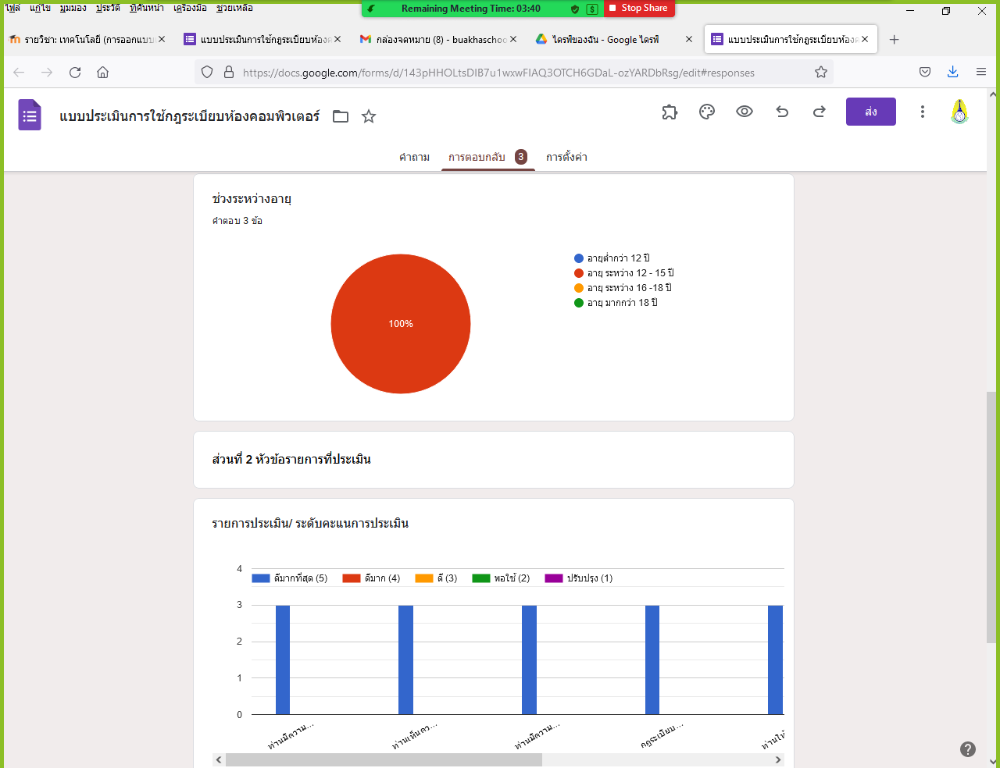 ไฟล์ แก้ไข มุมมอง ประวัติ ที่คั่นหน้า เครื่องมือ ช่วยเหลือ
Remaining Meeting Time: 03:40 Stop Share
รายวิชา: เทคโนโลยี (การออกแบบ แบบประเมินการใช้กฎระเบียบห้อง กล่องจดหมาย (8) - buakhaschoo ไดรฟ์ของฉัน - Google ไดรฟ์ แบบประเมินการใช้กฎระเบียบห้อง
https://docs.google.com/forms/d/143pHHOLtsDIB7u1wxwFIAQ3OTCH6GDaL-ozYARDbRsg/edit#responses
แบบประเมินการใช้กฎระเบียบห้องคอมพิวเตอร์ ส่ง
คำถาม การตอบกลับ 3 การตั้งค่า
ช่วงระหว่างอายุ
คำตอบ 3 ข้อ
อายุต่ำกว่า 12 ปี
อายุ ระหว่าง 12 - 15 ปี
อายุ ระหว่าง 16 -18 ปี
อายุ มากกว่า 18 ปี
100%
ส่วนที่ 2 หัวข้อรายการที่ประเมิน
รายการประเมิน/ ระดับคะแนนการประเมิน
4
ดีมากที่สุด (5) ดีมาก (4) ดี (3) พอใช้ (2) ปรับปรุง (1)
3
2
1
0
ท่านมีความ... ท่านเห็นคว... ท่านมีความ... กฎระเบียบ... ท่านให้